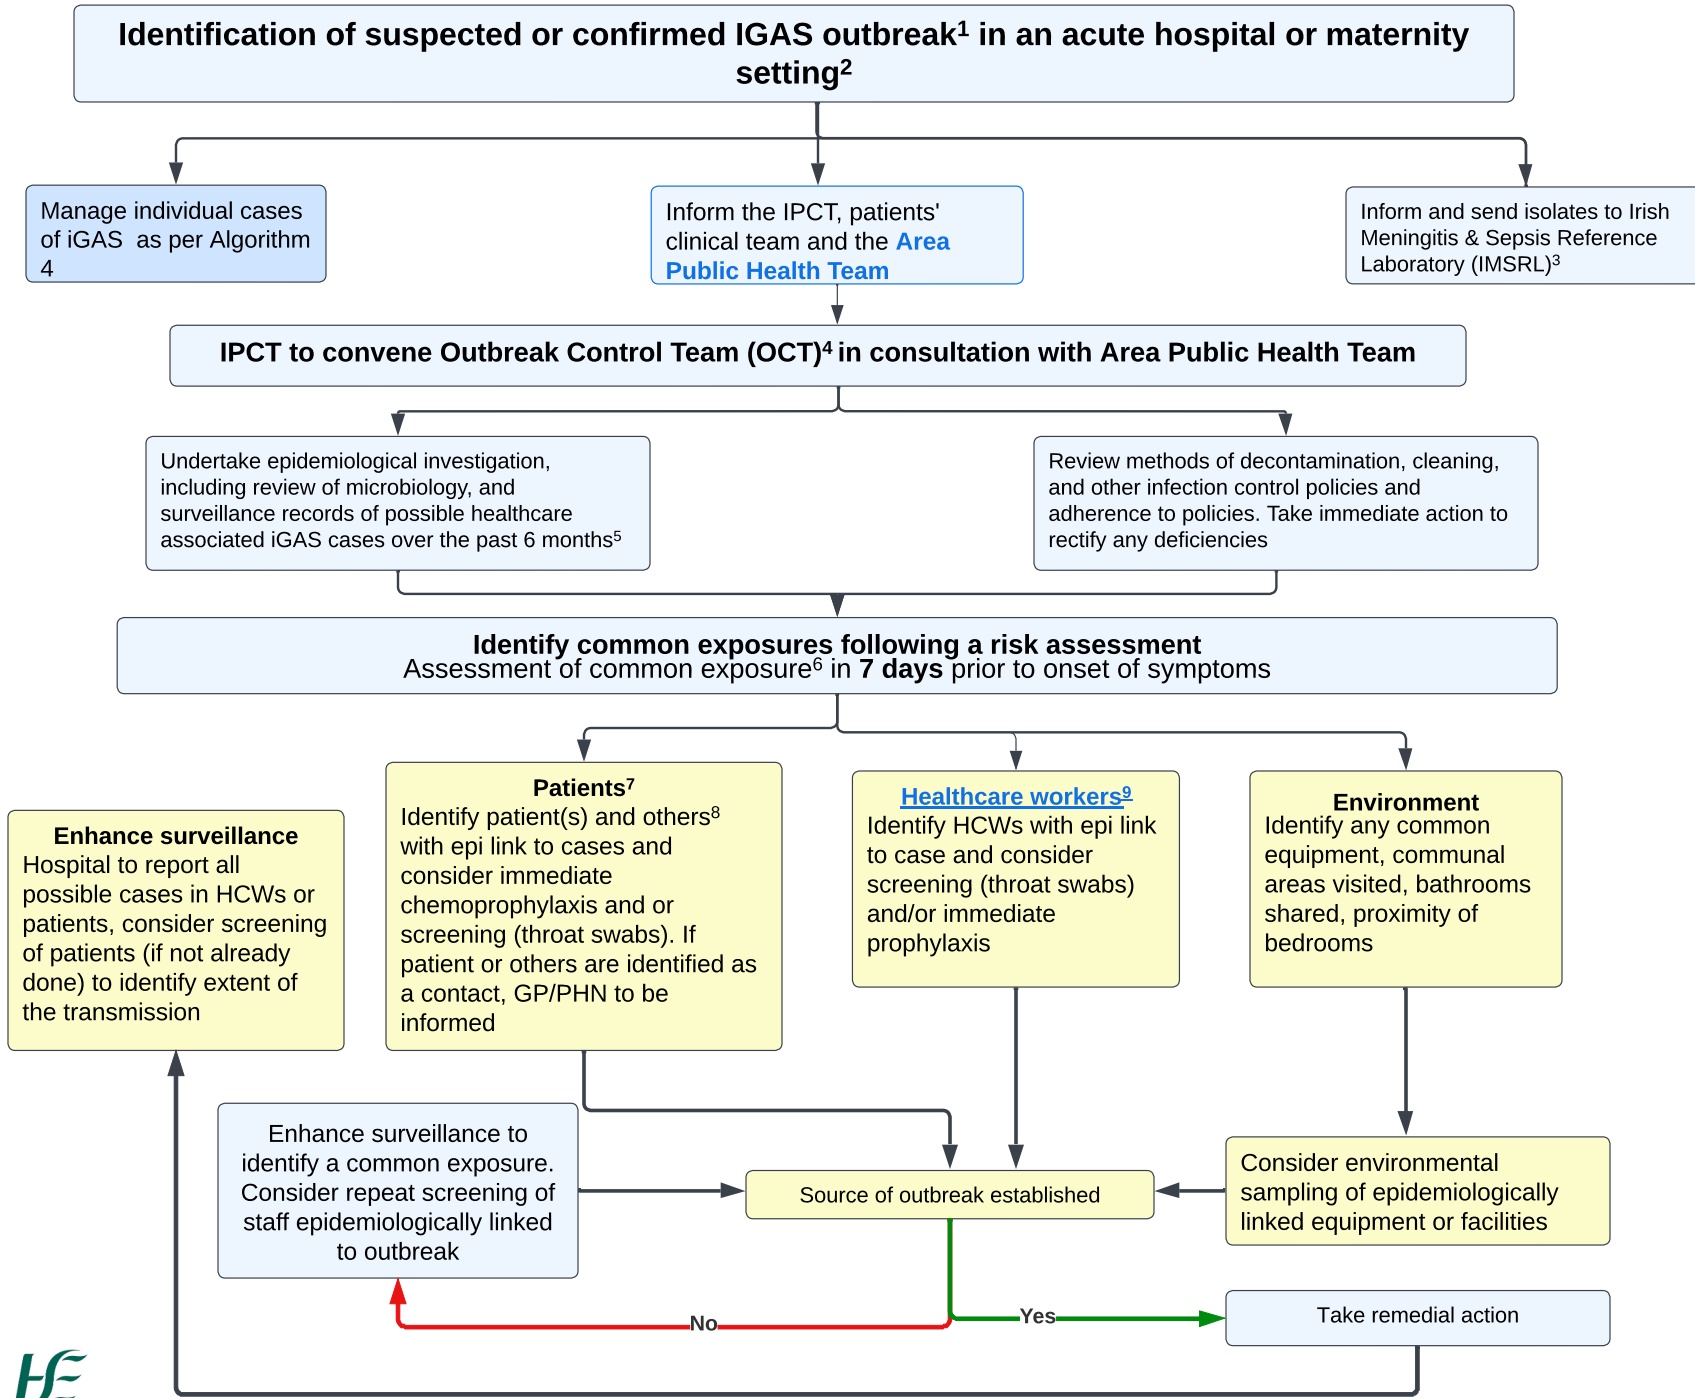 Identification of suspected or confirmed IGAS outbreak¹ in an acute hospital or maternity
setting²
Manage individual cases
of iGAS  as per Algorithm
4
Inform the IPCT, patients'
clinical team and the Area
Public Health Team
Inform and send isolates to Irish
Meningitis & Sepsis Reference
Laboratory (IMSRL)³
IPCT to convene Outbreak Control Team (OCT)⁴ in consultation with Area Public Health Team
Undertake epidemiological investigation,
including review of microbiology, and
surveillance records of possible healthcare
associated iGAS cases over the past 6 months⁵
Review methods of decontamination, cleaning,
and other infection control policies and
adherence to policies. Take immediate action to
rectify any deficiencies
Identify common exposures following a risk assessment
Assessment of common exposure⁶ in 7 days prior to onset of symptoms
Enhance surveillance
Hospital to report all
possible cases in HCWs or
patients, consider screening
of patients (if not already
done) to identify extent of
the transmission
Patients⁷
Identify patient(s) and others⁸
with epi link to cases and
consider immediate
chemoprophylaxis and or
screening (throat swabs). If
patient or others are identified as
a contact, GP/PHN to be
informed
Healthcare workers⁹
Identify HCWs with epi link
to case and consider
screening (throat swabs)
and/or immediate
prophylaxis
Environment
Identify any common
equipment, communal
areas visited, bathrooms
shared, proximity of
bedrooms
Enhance surveillance to
identify a common exposure.
Consider repeat screening of
staff epidemiologically linked
to outbreak
Source of outbreak established
Consider environmental
sampling of epidemiologically
linked equipment or facilities
No
Yes
Take remedial action
HE